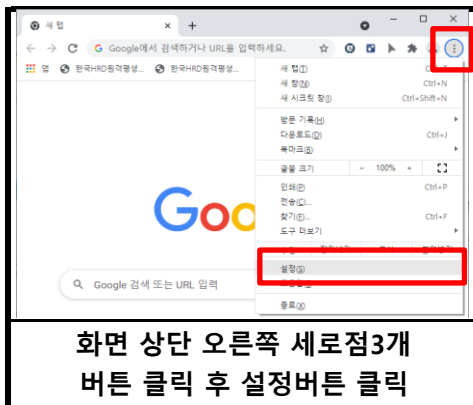 새 탭
Google에서 검색하거나 URL을 입력하세요.
앱 한국HRD원격평생... 한국HRD원격평생...
새 탭(T)
새 창(N) Ctrl+N
새 시크릿 창(I) Ctrl+Shift+N
방문 기록(H)
다운로드(D) Ctrl+J
북마크(B)
글꼴 크기 - 100% +
인쇄(P) Ctrl+P
전송(C)...
찾기(F)... Ctrl+F
도구 더보기
Goo
설정(S)
Google 검색 또는 URL 입력
종료(X)
화면 상단 오른쪽 세로점3개
버튼 클릭 후 설정버튼 클릭